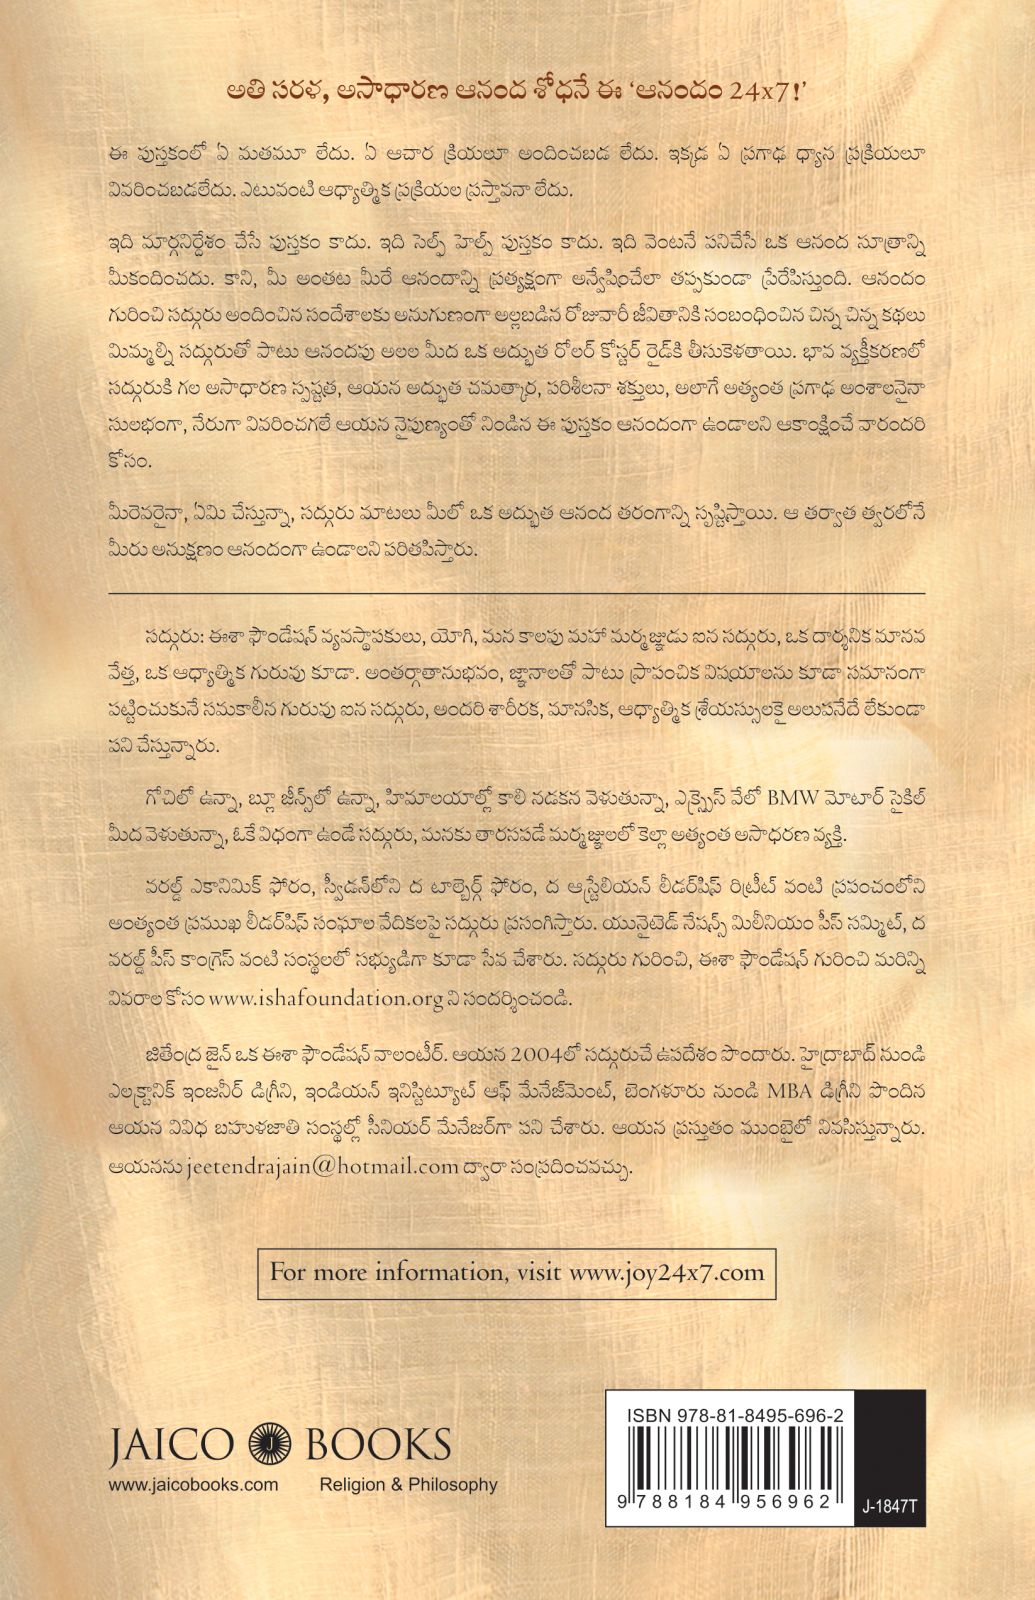 అతి సరళ, అసాధారణ ఆనంద శోధనే ఈ ‘ఆనందం 24x7!’
ఈ పుస్తకంలో ఏ మతమూ లేదు. ఏ ఆచార క్రియలూ అందించబడ లేదు. ఇక్కడ ఏ ప్రగాఢ ధ్యాన ప్రక్రియలూ
వివరించబడలేదు. ఎటువంటి ఆధ్యాత్మిక ప్రక్రియల ప్రస్తావనా లేదు.
ఇది మార్గనిర్దేశం చేసే పుస్తకం కాదు. ఇది సెల్ఫ్ హెల్ప్ పుస్తకం కాదు. ఇది వెంటనే పనిచేసే ఒక ఆనంద సూత్రాన్ని
మీకందించదు. కాని, మీ అంతట మీరే ఆనందాన్ని ప్రత్యక్షంగా అన్వేషించేలా తప్పకుండా ప్రేరేపిస్తుంది. ఆనందం
గురించి సద్గురు అందించిన సందేశాలకు అనుగుణంగా అల్లబడిన రోజువారీ జీవితానికి సంబంధించిన చిన్న చిన్న కథలు
మిమ్మల్ని సద్గురుతో పాటు ఆనందపు అలల మీద ఒక అద్భుత రోలర్ కోస్టర్ రైడ్‌కి తీసుకెళతాయి. భావ వ్యక్తీకరణలో
సద్గురుకి గల అసాధారణ స్పష్టత, ఆయన అద్భుత చమత్కార, పరిశీలనా శక్తులు, అలాగే అత్యంత ప్రగాఢ అంశాలనైనా
సులభంగా, నేరుగా వివరించగలే ఆయన నైపుణ్యంతో నిండిన ఈ పుస్తకం ఆనందంగా ఉండాలని ఆకాంక్షించే వారందరి
కోసం.
మీరెవరైనా, ఏమి చేస్తున్నా, సద్గురు మాటలు మీలో ఒక అద్భుత ఆనంద తరంగాన్ని సృష్టిస్తాయి. ఆ తర్వాత త్వరలోనే
మీరు అనుక్షణం ఆనందంగా ఉండాలని పరితపిస్తారు.
సద్గురు: ఈశా ఫౌండేషన్ వ్యవస్థాపకులు, యోగి, మన కాలపు మహా మర్మజ్ఞుడు ఐన సద్గురు, ఒక దార్శనిక మానవ
వేత్త, ఒక ఆధ్యాత్మిక గురువు కూడా. అంతర్గాతానుభవం, జ్ఞానాలతో పాటు ప్రాపంచిక విషయాలను కూడా సమానంగా
పట్టించుకునే సమకాలీన గురువు ఐన సద్గురు, అందరి శారీరక, మానసిక, ఆధ్యాత్మిక శ్రేయస్సులకై అలుపనేదే లేకుండా
పని చేస్తున్నారు.
గోచిలో ఉన్నా, బ్లూ జీన్స్‌లో ఉన్నా, హిమాలయాల్లో కాలి నడకన వెళుతున్నా, ఎక్స్ప్రెస్ వేలో BMW మోటార్ సైకిల్
మీద వెళుతున్నా, ఓకే విధంగా ఉండే సద్గురు, మనకు తారసపడే మర్మజ్ఞులలో కెల్లా అత్యంత అసాధరణ వ్యక్తి.
వరల్డ్ ఎకానిమిక్ ఫోరం, స్వీడన్‌లోని ద టాల్బెర్గ్ ఫోరం, ద ఆస్ట్రేలియన్ లీడర్‌షిప్ రిట్రీట్ వంటి ప్రపంచంలోని
అంత్యంత ప్రముఖ లీడర్‌షిప్ సంఘాల వేదికలపై సద్గురు ప్రసంగిస్తారు. యునైటెడ్ నేషన్స్ మిలీనియం పీస్ సమ్మిట్, ద
వరల్డ్ పీస్ కాంగ్రెస్ వంటి సంస్థలలో సభ్యుడిగా కూడా సేవ చేశారు. సద్గురు గురించి, ఈశా ఫౌండేషన్ గురించి మరిన్ని
వివరాల కోసం www.ishafoundation.org ని సందర్శించండి.
జితేంద్ర జైన్ ఒక ఈశా ఫౌండేషన్ వాలంటీర్. ఆయన 2004లో సద్గురుచే ఉపదేశం పొందారు. హైద్రాబాద్ నుండి
ఎలక్ట్రానిక్ ఇంజనీర్ డిగ్రీని, ఇండియన్ ఇనిస్టిట్యూట్ ఆఫ్ మేనేజ్‌మెంట్, బెంగళూరు నుండి MBA డిగ్రీని పొందిన
ఆయన వివిధ బహుళజాతి సంస్థల్లో సీనియర్ మేనేజర్‌గా పని చేశారు. ఆయన ప్రస్తుతం ముంబైలో నివసిస్తున్నారు.
ఆయనను jeetendrajain@hotmail.com ద్వారా సంప్రదించవచ్చు.
For more information, visit www.joy24x7.com
ISBN 978-81-8495-696-2
JAICO J BOOKS
www.jaicobooks.com Religion & Philosophy
9 788184 956962
J-1847T